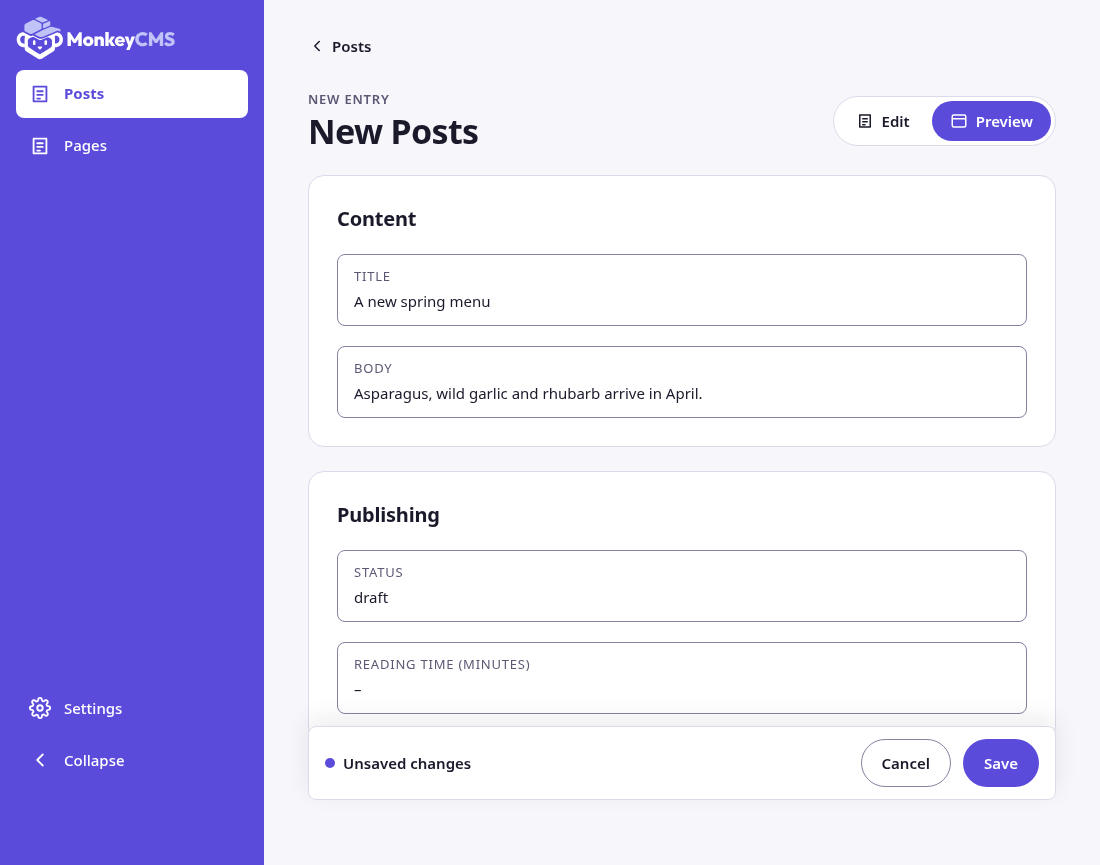 MonkeyCMS
Posts
Pages
Settings
Collapse
Posts
NEW ENTRY
New Posts
Edit
Preview
Content
TITLE
A new spring menu
BODY
Asparagus, wild garlic and rhubarb arrive in April.
Publishing
STATUS
draft
READING TIME (MINUTES)
–
Unsaved changes
Cancel
Save